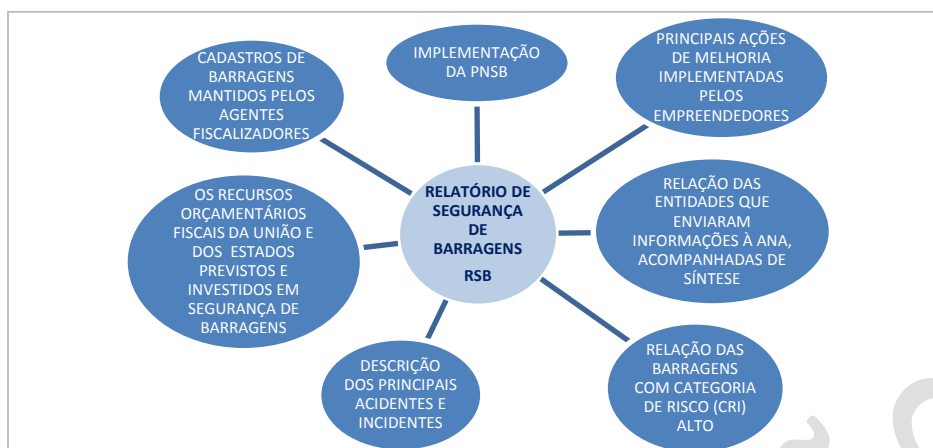 IMPLEMENTAÇÃO
DA PNSB
PRINCIPAIS AÇÕES
DE MELHORIA
IMPLEMENTADAS
PELOS
EMPREENDEDORES
CADASTROS DE
BARRAGENS
MANTIDOS PELOS
AGENTES
FISCALIZADORES
RELATÓRIO DE
SEGURANÇA
DE
BARRAGENS
RSB
RELAÇÃO DAS
ENTIDADES QUE
ENVIARAM
INFORMAÇÕES À ANA,
ACOMPANHADAS DE
SÍNTESE
OS RECURSOS
ORÇAMENTÁRIOS
FISCAIS DA UNIÃO E
DOS ESTADOS
PREVISTOS E
INVESTIDOS EM
SEGURANÇA DE
BARRAGENS
DESCRIÇÃO
DOS PRINCIPAIS
ACIDENTES E
INCIDENTES
RELAÇÃO DAS
BARRAGENS
COM CATEGORIA
DE RISCO (CRI)
ALTO